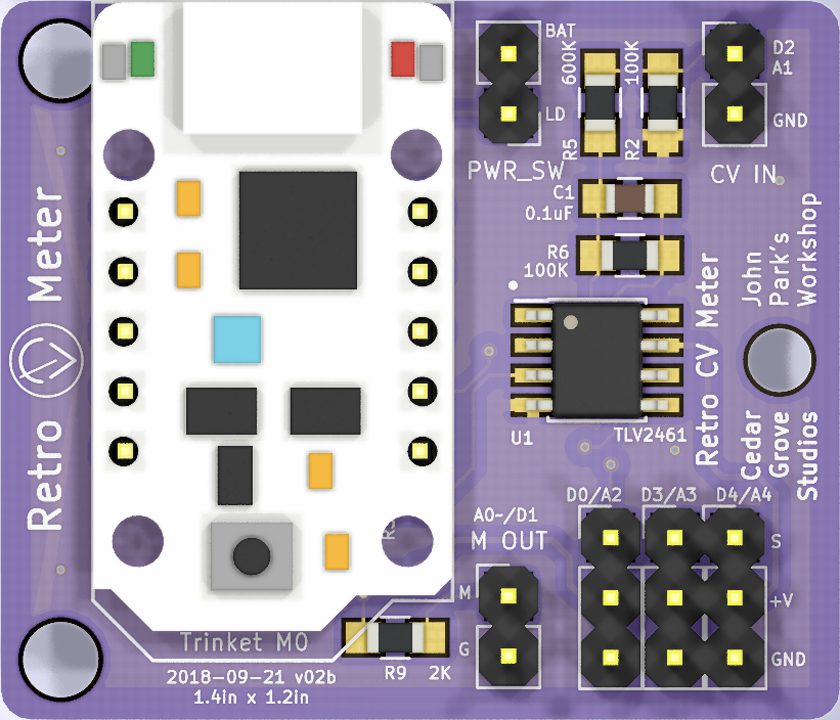 Retro Meter
BAT
LD
PWR_SW
600K
R5
100K
R2
D2
A1
GND
CV IN
C1
0.1uF
R6
100K
John
Park's
Workshop
Retro CV Meter
Cedar
Grove
Studios
U1
TLV2461
D0/A2 D3/A3 D4/A4
S
+V
GND
A0~/D1
M OUT
M
G
Trinket M0
R9 2K
2018-09-21 v02b
1.4in x 1.2in